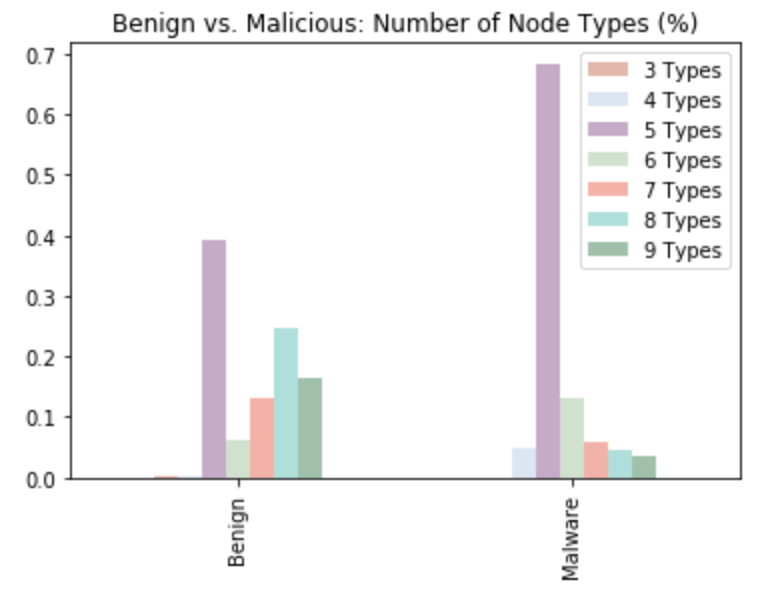 Benign vs. Malicious: Number of Node Types (%)
0.7
0.6
0.5
0.4
0.3
0.2
0.1
0.0
3 Types
4 Types
5 Types
6 Types
7 Types
8 Types
9 Types
Benign
Malware